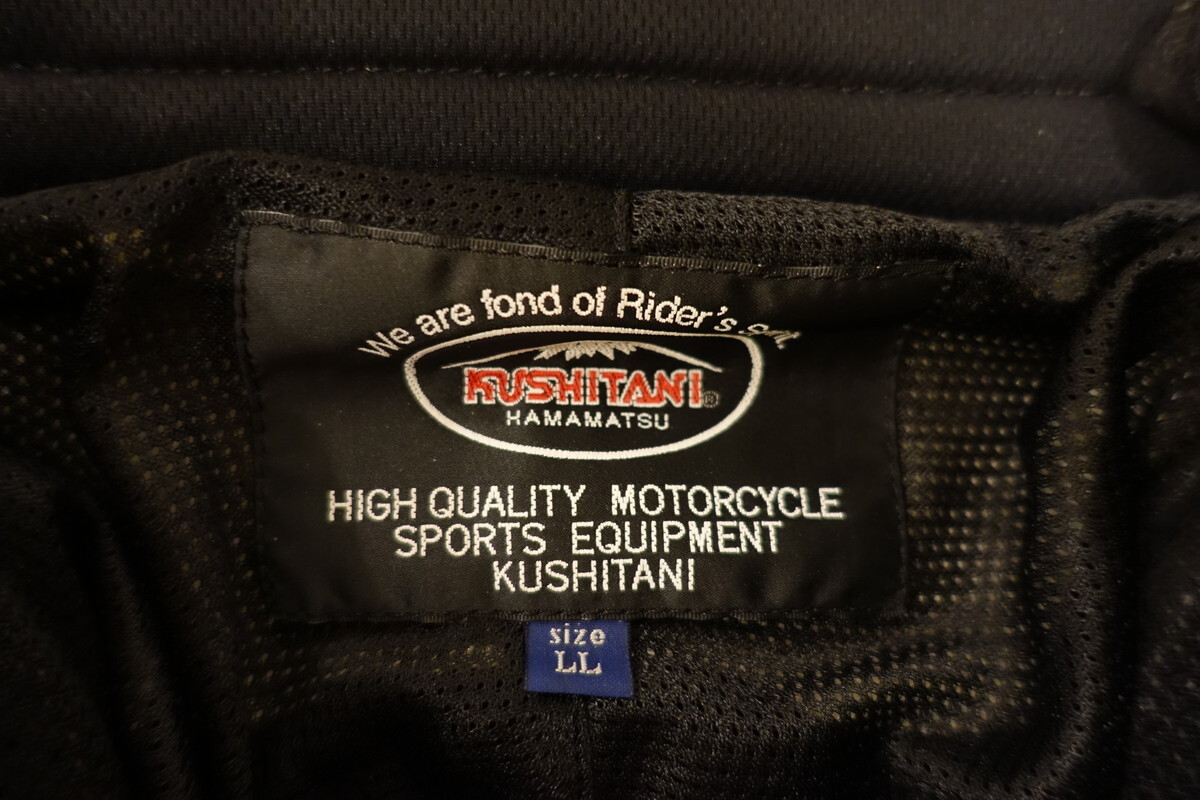 We are fond of Rider's
KUSHITANI®
HAMAMATSU
HIGH QUALITY MOTORCYCLE
SPORTS EQUIPMENT
KUSHITANI
size
LL